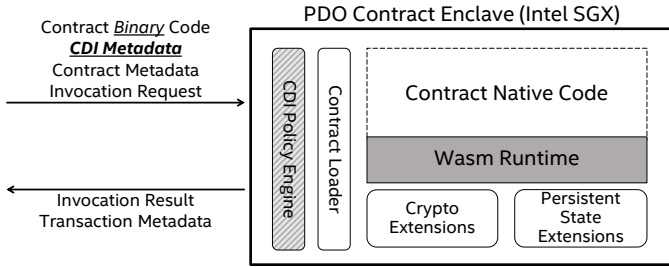 PDO Contract Enclave (Intel SGX)
Contract Binary Code
CDI Metadata
Contract Metadata
Invocation Request
Invocation Result
Transaction Metadata
CDI Policy Engine
Contract Loader
Contract Native Code
Wasm Runtime
Crypto
Extensions
Persistent
State
Extensions